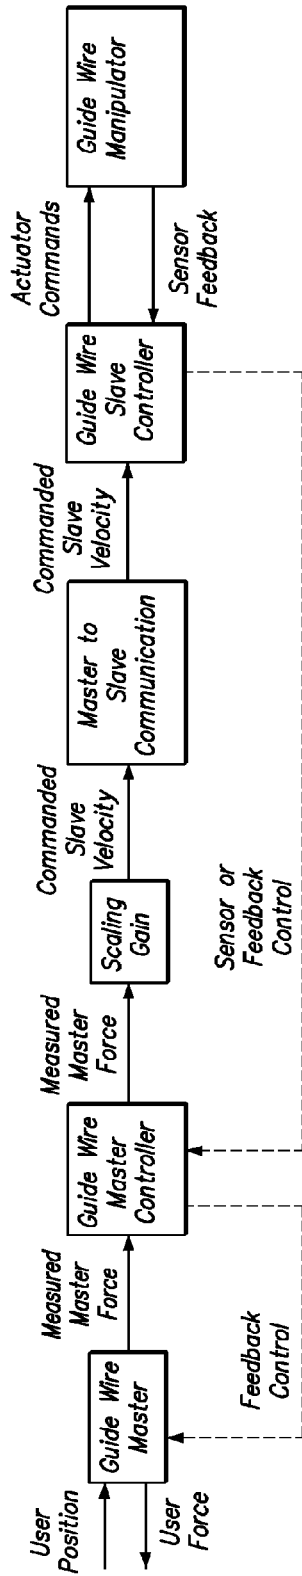 User
Position
User
Force
Guide Wire
Master
Measured
Master
Force
Guide Wire
Master
Controller
Measured
Master
Force
Scaling
Gain
Commanded
Slave
Velocity
Master to
Slave
Communication
Commanded
Slave
Velocity
Guide Wire
Slave
Controller
Actuator
Commands
Sensor
Feedback
Guide Wire
Manipulator
Feedback
Control
Sensor or
Feedback
Control